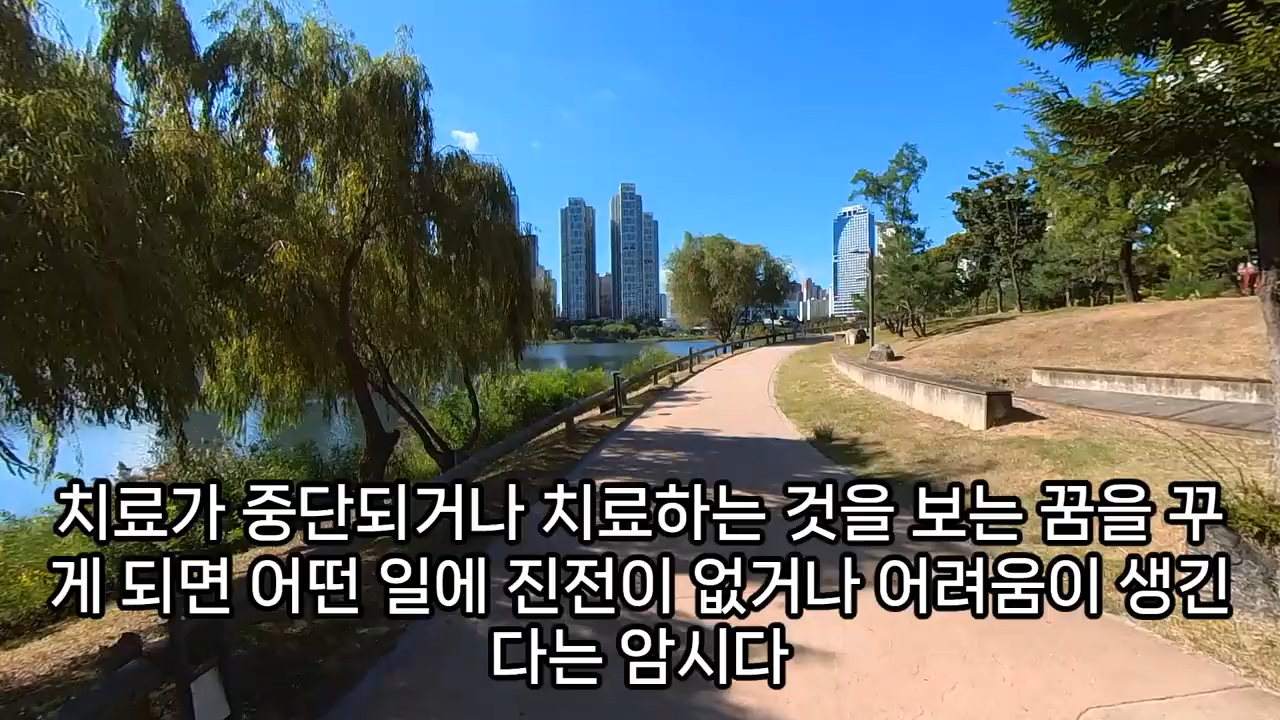 치료가 중단되거나 치료하는 것을 보는 꿈을 꾸
게 되면 어떤 일에 진전이 없거나 어려움이 생긴
다는 암시다